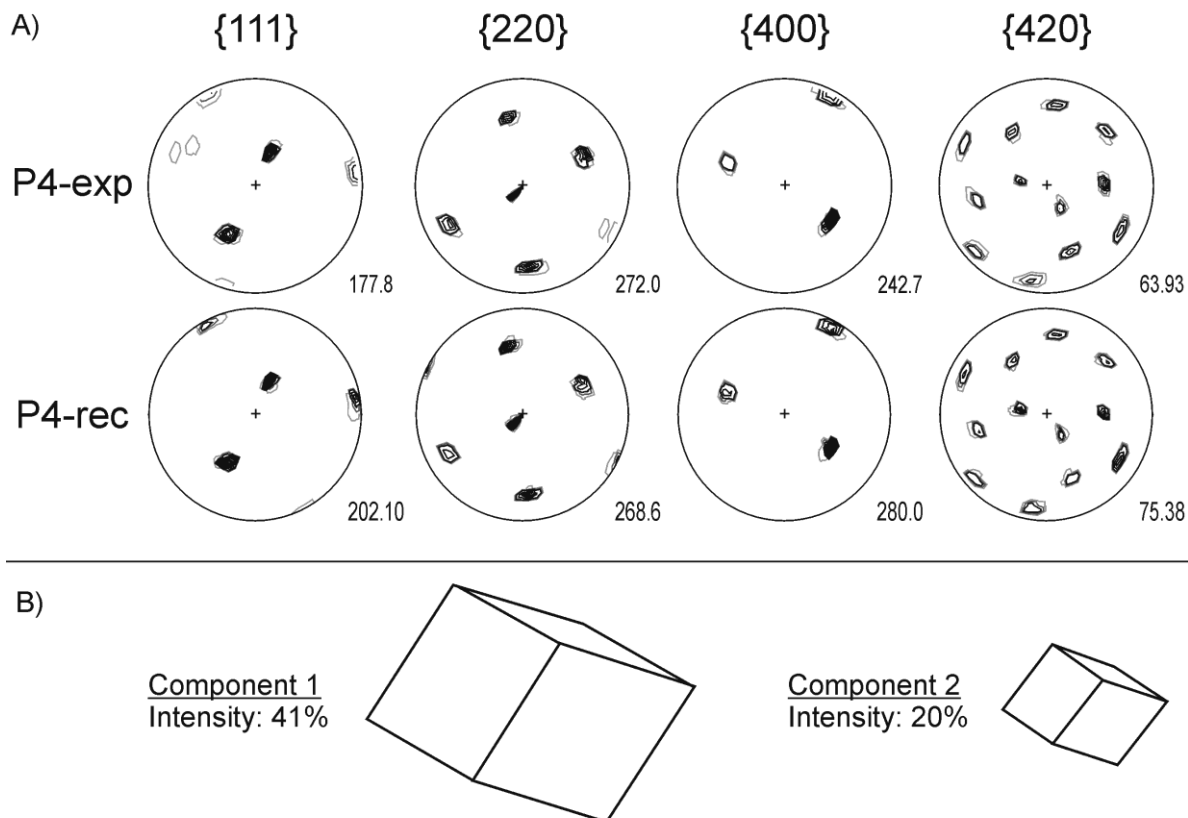 A) {111} {220} {400} {420}
P4-exp
177.8 272.0 242.7 63.93
P4-rec
202.10 268.6 280.0 75.38
B)
Component 1
Intensity: 41%
Component 2
Intensity: 20%